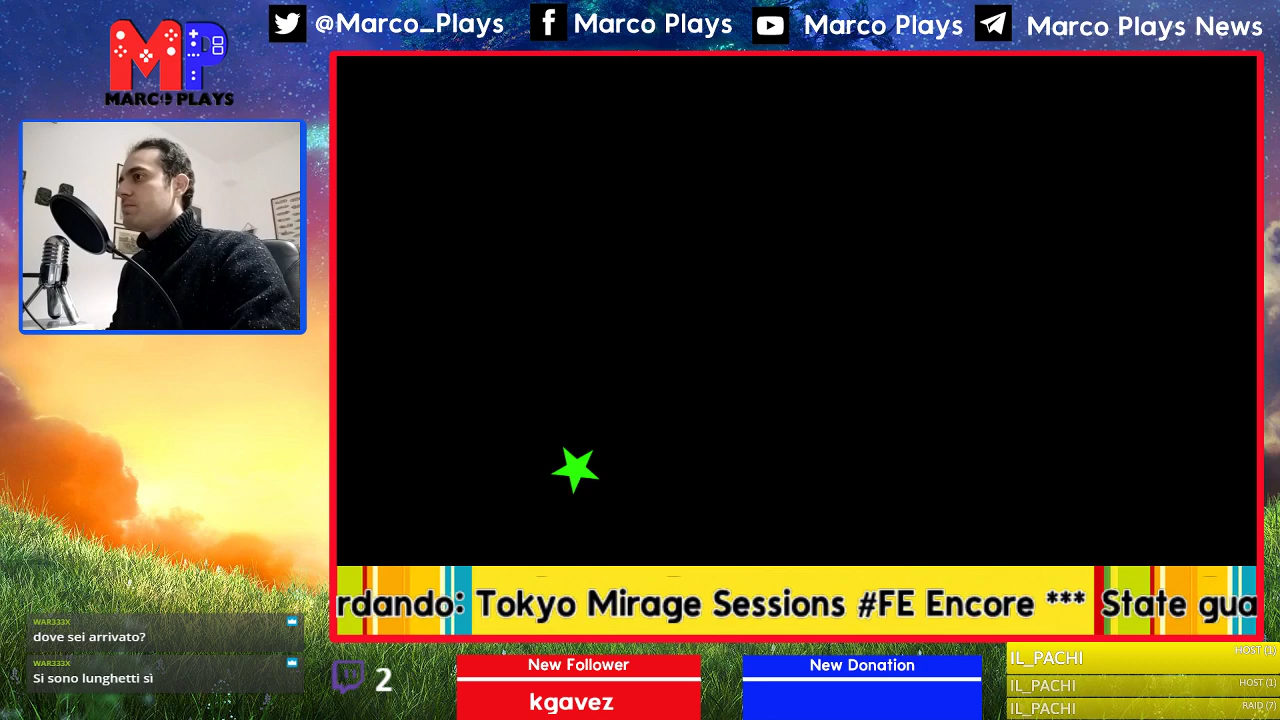 @Marco_Plays
Marco Plays
Marco Plays
Marco Plays News
MP
MARCO PLAYS
rdando: Tokyo Mirage Sessions #FE Encore *** State gua
WAR333X
dove sei arrivato?
WAR333X
Si sono lunghetti sì
2
New Follower
kgavez
New Donation
IL_PACHI HOST (1)
IL_PACHI HOST (1)
IL_PACHI RAID (7)